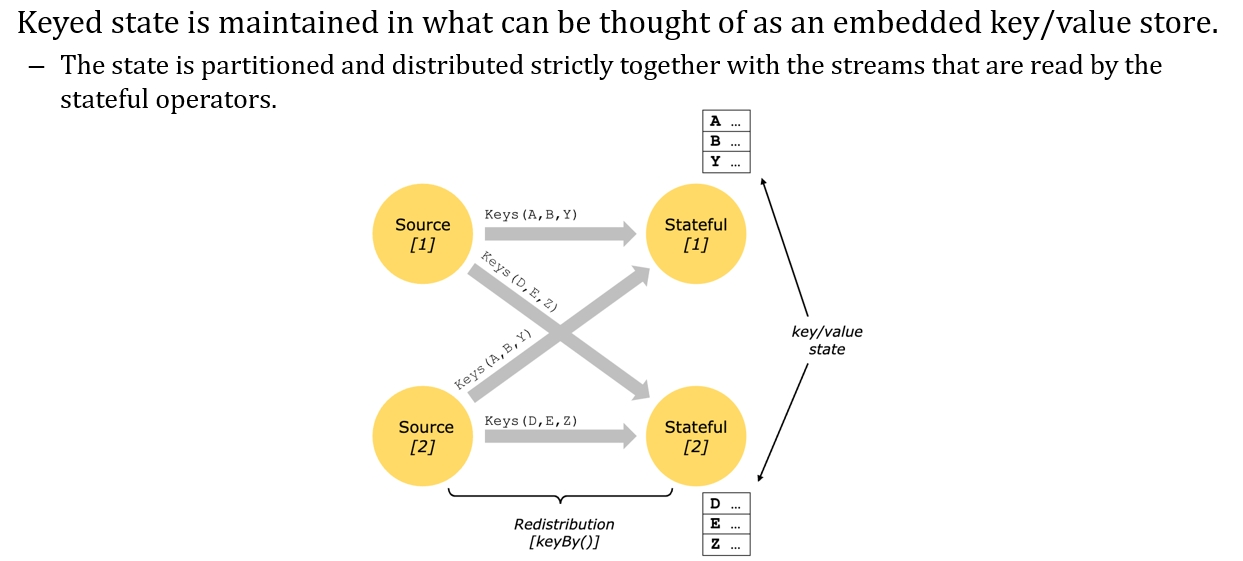 Keyed state is maintained in what can be thought of as an embedded key/value store.
– The state is partitioned and distributed strictly together with the streams that are read by the
stateful operators.
A ...
B ...
Y ...
Source
[1]
Keys(A,B,Y)
Stateful
[1]
Keys(D,E,Z)
key/value
state
Keys(A,B,Y)
Source
[2]
Keys(D,E,Z)
Stateful
[2]
D ...
E ...
Z ...
Redistribution
[keyBy()]